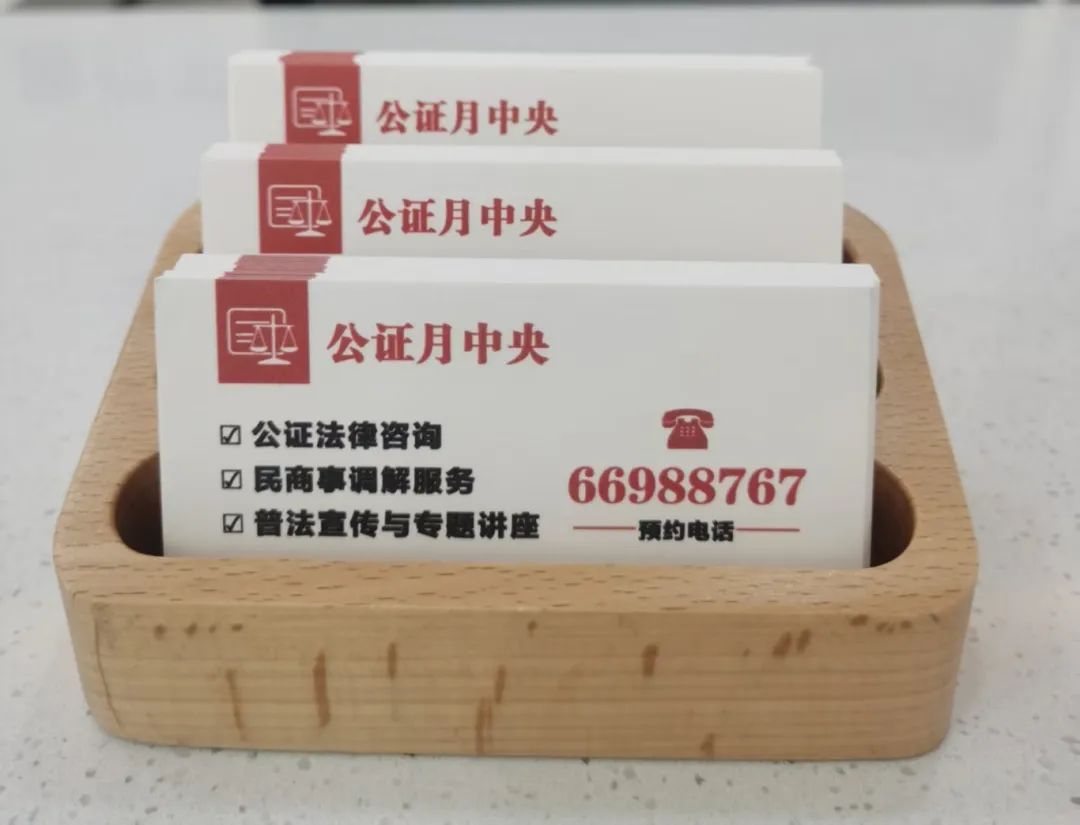 公证月中央
公证月中央
公证月中央
公证法律咨询
民商事调解服务
普法宣传与专题讲座
66988767
预约电话